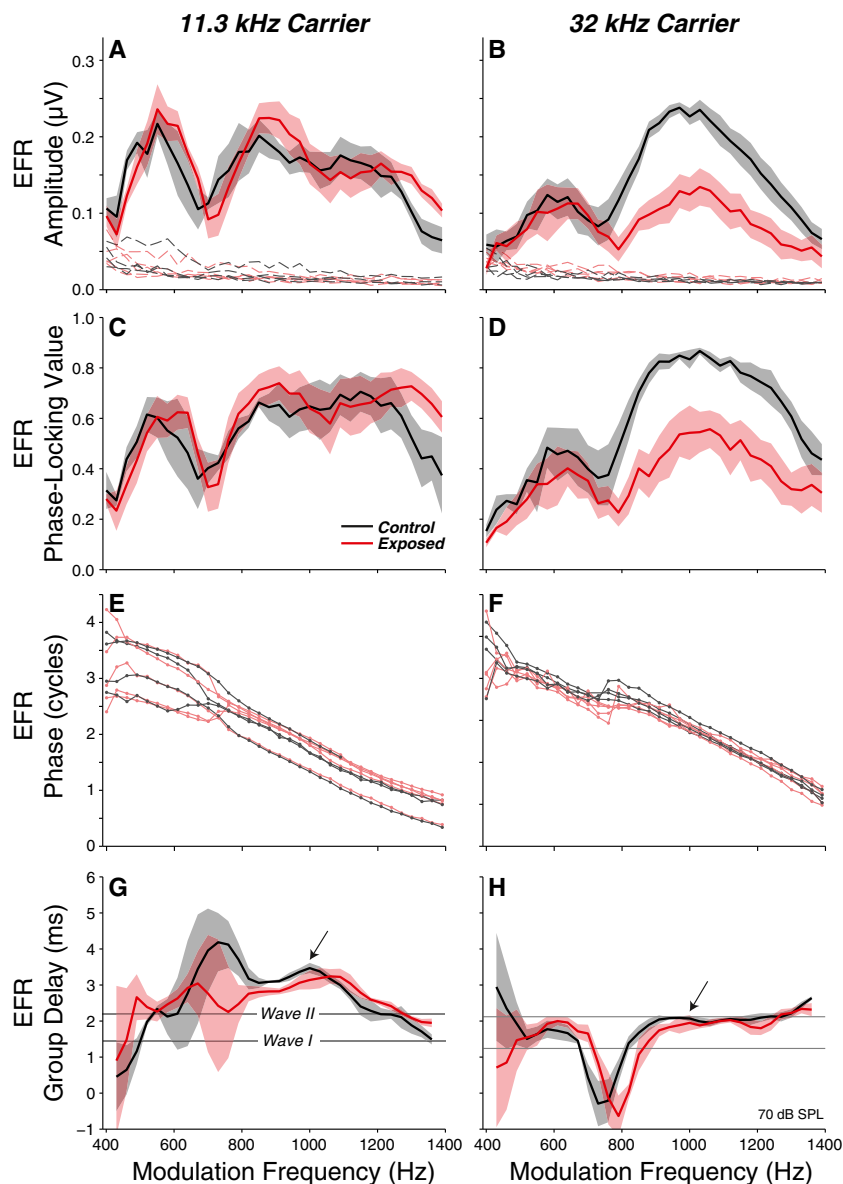 11.3 kHz Carrier
32 kHz Carrier
A
B
EFR
Amplitude (µV)
0.3
0.2
0.1
0.0
C
D
EFR
Phase-Locking Value
1.0
0.8
0.6
0.4
0.2
0.0
Control
Exposed
E
F
EFR
Phase (cycles)
4
3
2
1
0
G
H
EFR
Group Delay (ms)
6
5
4
3
2
1
0
−1
Wave II
Wave I
70 dB SPL
400 600 800 1000 1200 1400
400 600 800 1000 1200 1400
Modulation Frequency (Hz)
Modulation Frequency (Hz)